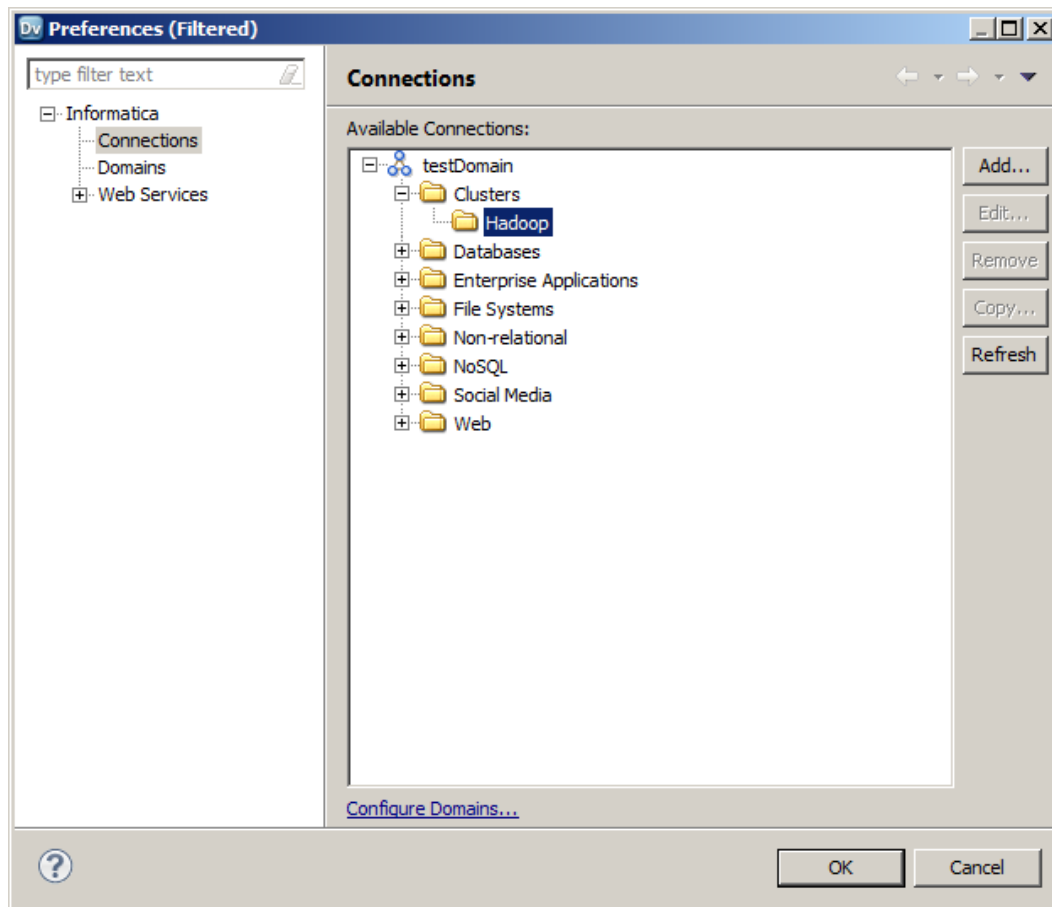 Dv Preferences (Filtered)
type filter text
Informatica
Connections
Domains
Web Services
Connections
Available Connections:
testDomain
Clusters
Hadoop
Databases
Enterprise Applications
File Systems
Non-relational
NoSQL
Social Media
Web
Add...
Edit...
Remove
Copy...
Refresh
Configure Domains...
?
OK
Cancel